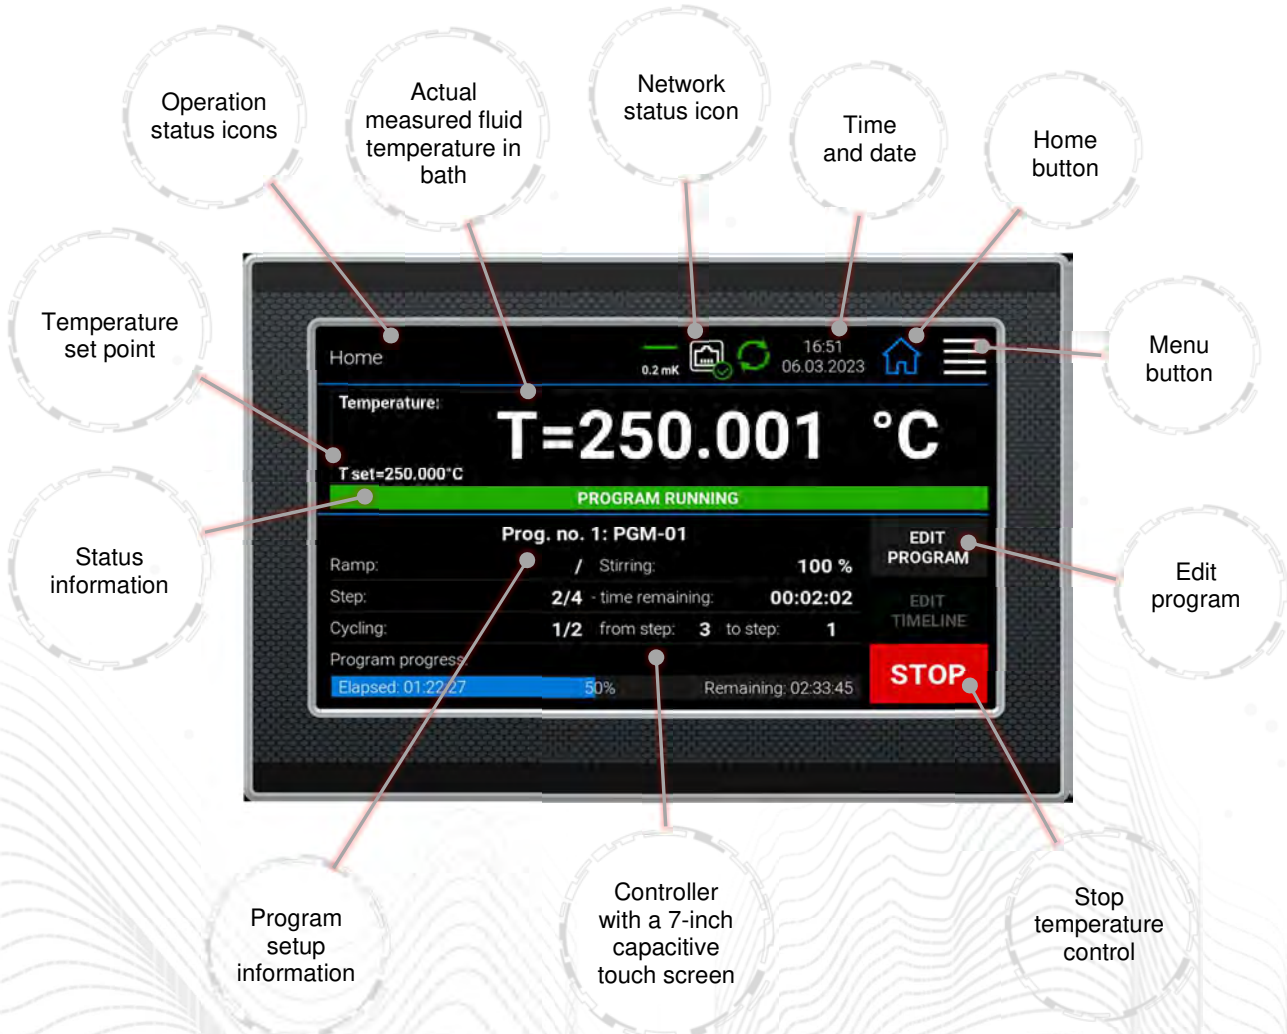 Operation
status icons
Actual
measured fluid
temperature in
bath
Network
status icon
Time
and date
Home
button
Temperature
set point
Menu
button
Status
information
Edit
program
Home
0.2 mK
16:51
06.03.2023
Temperature:
T=250.001 °C
T set=250.000°C
PROGRAM RUNNING
Prog. no. 1: PGM-01
EDIT
PROGRAM
Ramp: / Stirring: 100 %
Step: 2/4 - time remaining: 00:02:02
EDIT
TIMELINE
Cycling: 1/2 from step: 3 to step: 1
Program progress:
Elapsed: 01:22:27 50% Remaining: 02:33:45
STOP
Program
setup
information
Controller
with a 7-inch
capacitive
touch screen
Stop
temperature
control